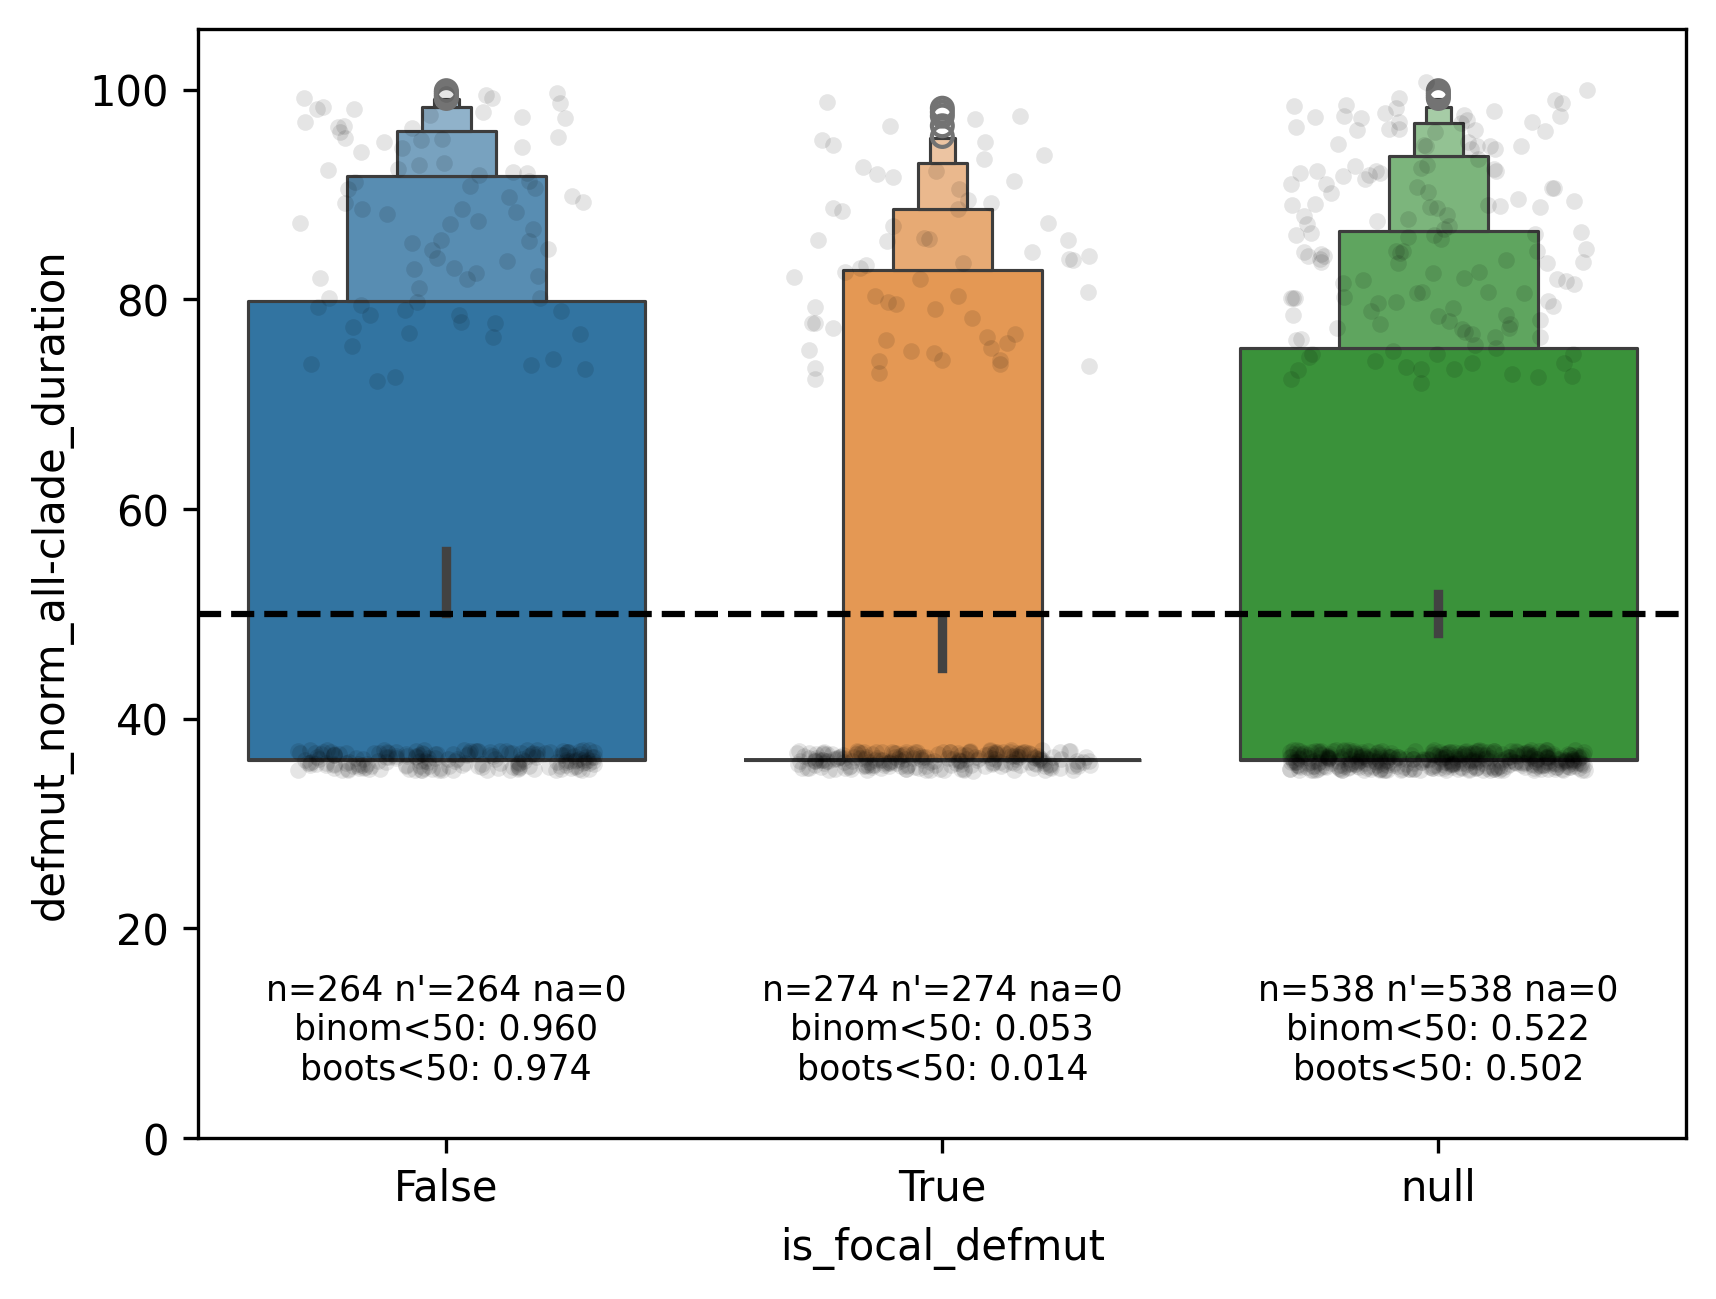 defmut_norm_all-clade_duration
100
80
60
40
20
0
n=264 n'=264 na=0
binom<50: 0.960
boots<50: 0.974
n=274 n'=274 na=0
binom<50: 0.053
boots<50: 0.014
n=538 n'=538 na=0
binom<50: 0.522
boots<50: 0.502
False
True
null
is_focal_defmut